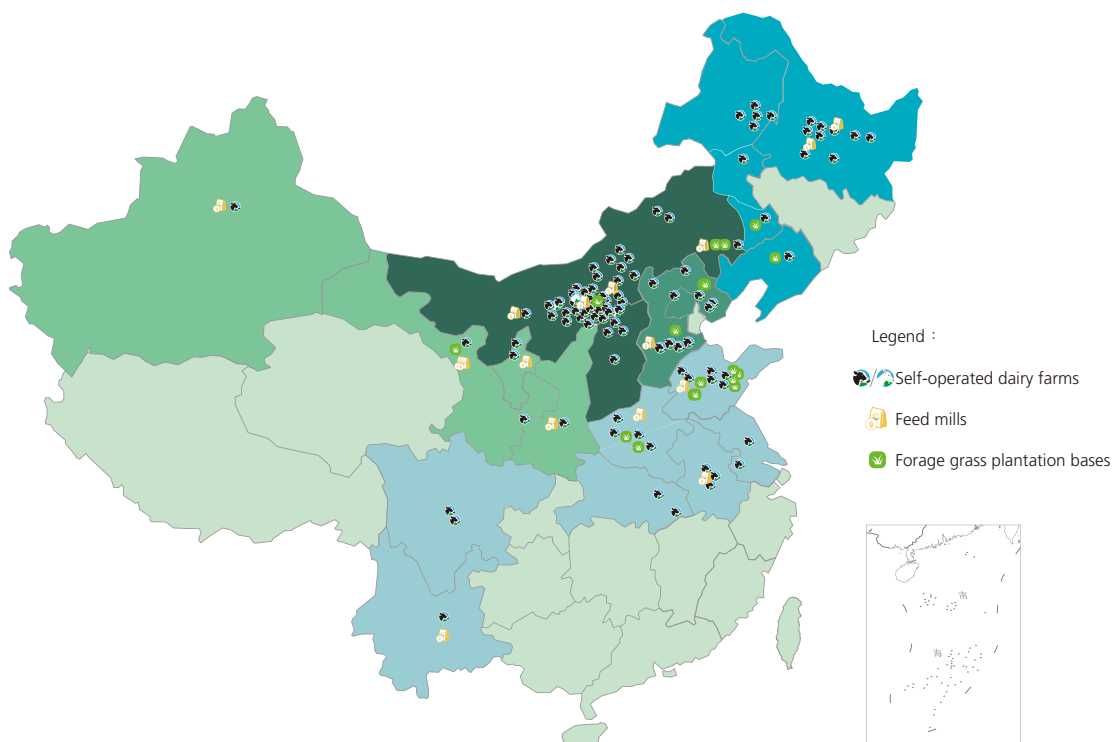 Legend：
/Self-operated dairy farms
Feed mills
Forage grass plantation bases